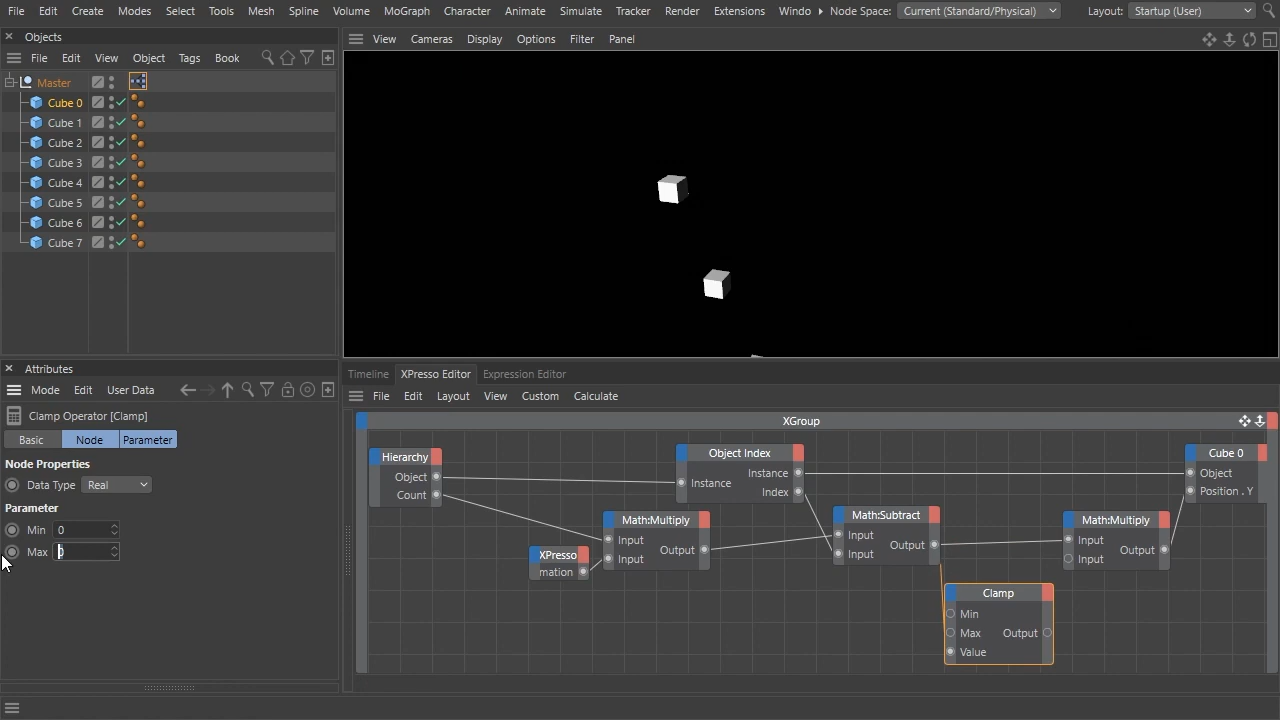 File Edit Create Modes Select Tools Mesh Spline Volume MoGraph Character Animate Simulate Tracker Render Extensions Windo Node Space: Current (Standard/Physical) Layout: Startup (User)
Objects
File Edit View Object Tags Book
Master
Cube 0
Cube 1
Cube 2
Cube 3
Cube 4
Cube 5
Cube 6
Cube 7
View Cameras Display Options Filter Panel
Attributes
Mode Edit User Data
Clamp Operator [Clamp]
Basic Node Parameter
Node Properties
Data Type Real
Parameter
Min 0
Max 0
Timeline XPresso Editor Expression Editor
File Edit Layout View Custom Calculate
XGroup
Hierarchy
Object
Count
Object Index
Instance Instance
Index
Cube 0
Object
Position . Y
XPresso
mation
Math:Multiply
Input
Input
Output
Math:Subtract
Input
Input
Output
Math:Multiply
Input
Input
Output
Clamp
Min
Max Output
Value